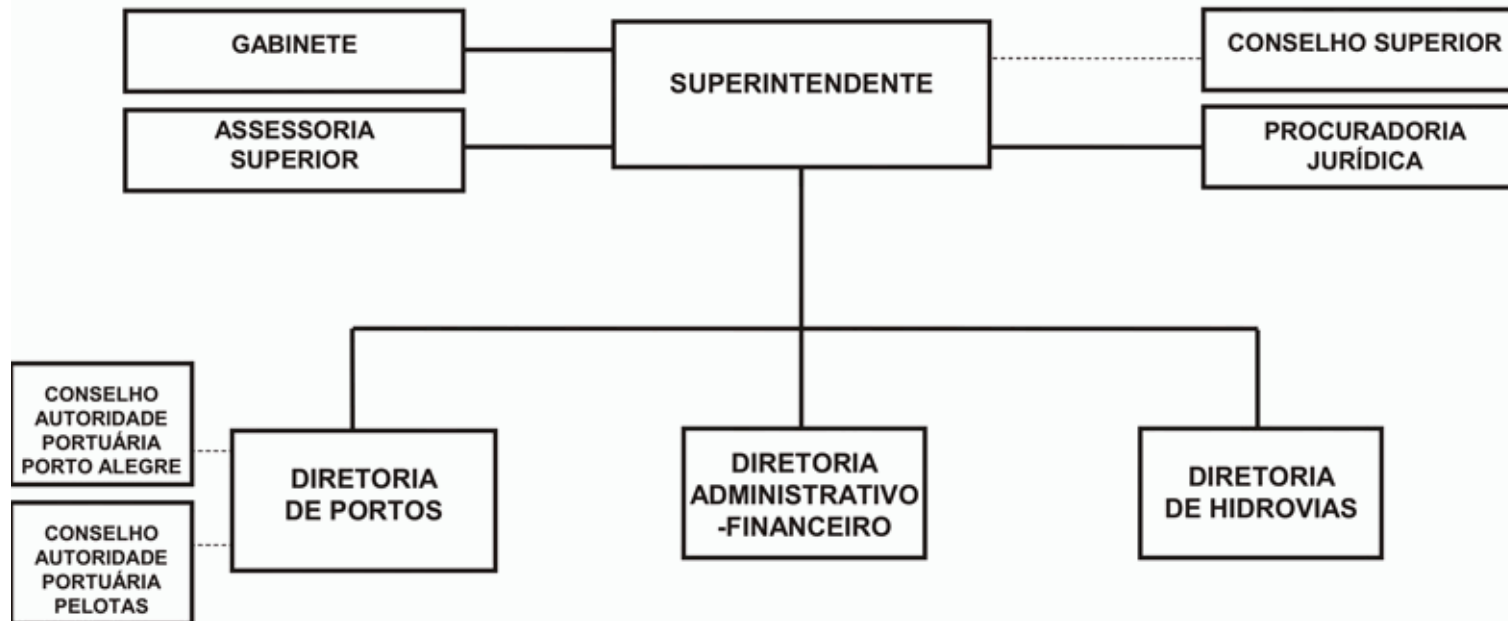 GABINETE
SUPERINTENDENTE
CONSELHO SUPERIOR
ASSESSORIA
SUPERIOR
PROCURADORIA
JURÍDICA
CONSELHO
AUTORIDADE
PORTUÁRIA
PORTO ALEGRE
DIRETORIA
DE PORTOS
DIRETORIA
ADMINISTRATIVO
-FINANCEIRO
DIRETORIA
DE HIDROVIAS
CONSELHO
AUTORIDADE
PORTUÁRIA
PELOTAS